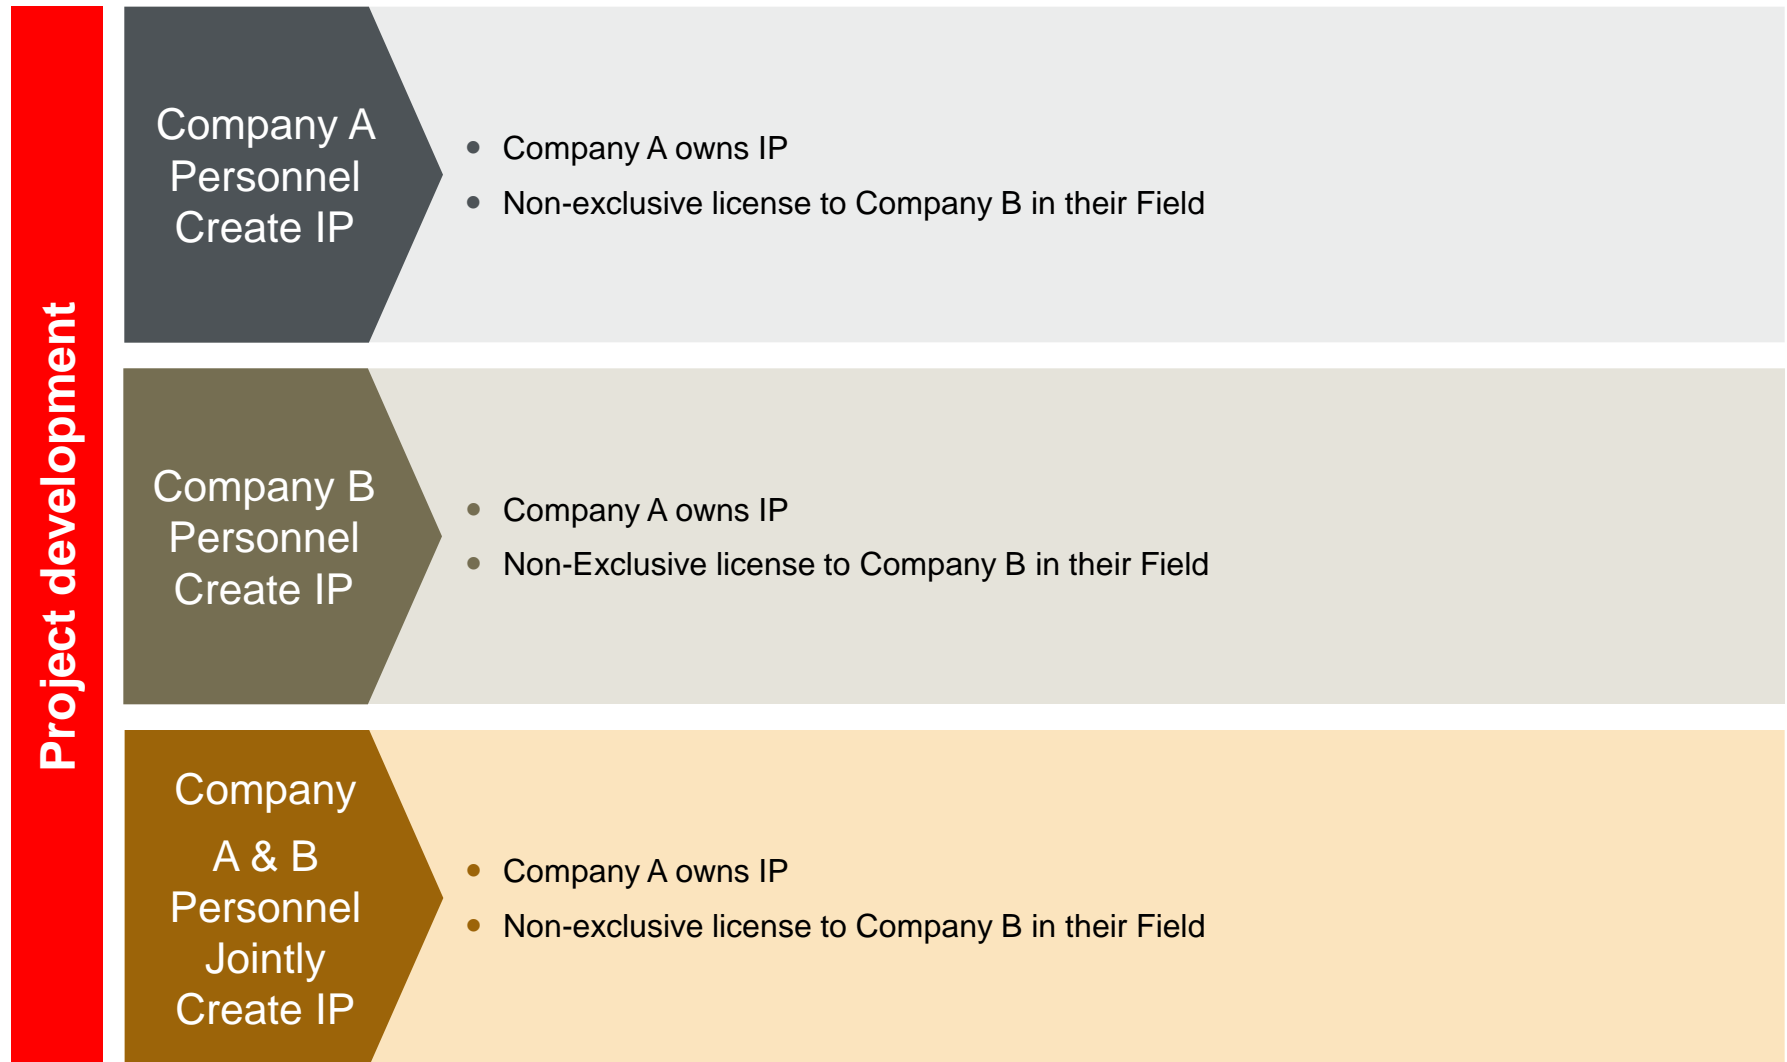 Project development
Company A
Personnel
Create IP
• Company A owns IP
• Non-exclusive license to Company B in their Field
Company B
Personnel
Create IP
• Company A owns IP
• Non-Exclusive license to Company B in their Field
Company
A & B
Personnel
Jointly
Create IP
• Company A owns IP
• Non-exclusive license to Company B in their Field